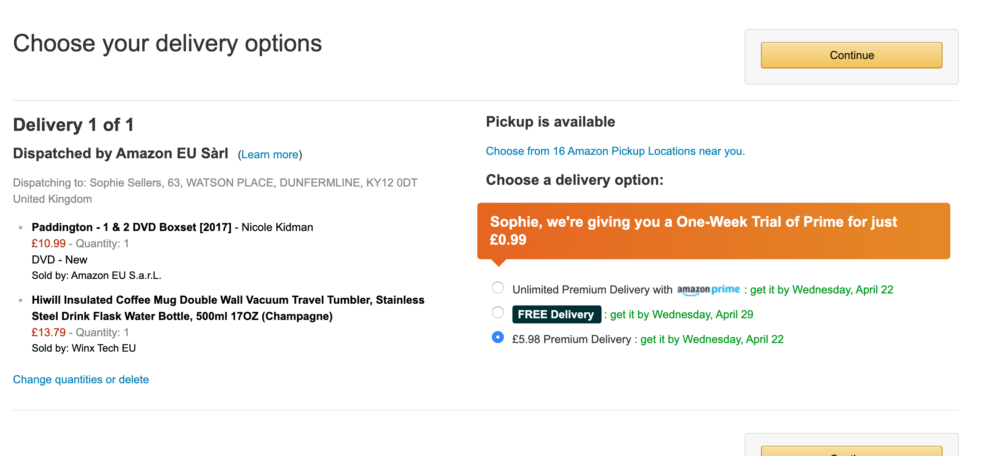 Choose your delivery options
Continue
Delivery 1 of 1
Dispatched by Amazon EU Sàrl (Learn more)
Dispatching to: Sophie Sellers, 63, WATSON PLACE, DUNFERMLINE, KY12 0DT
United Kingdom
Paddington - 1 & 2 DVD Boxset [2017] - Nicole Kidman
£10.99 - Quantity: 1
DVD - New
Sold by: Amazon EU S.a.r.L.
Hiwill Insulated Coffee Mug Double Wall Vacuum Travel Tumbler, Stainless
Steel Drink Flask Water Bottle, 500ml 17OZ (Champagne)
£13.79 - Quantity: 1
Sold by: Winx Tech EU
Change quantities or delete
Pickup is available
Choose from 16 Amazon Pickup Locations near you.
Choose a delivery option:
Sophie, we're giving you a One-Week Trial of Prime for just
£0.99
Unlimited Premium Delivery with amazon prime : get it by Wednesday, April 22
FREE Delivery : get it by Wednesday, April 29
£5.98 Premium Delivery : get it by Wednesday, April 22